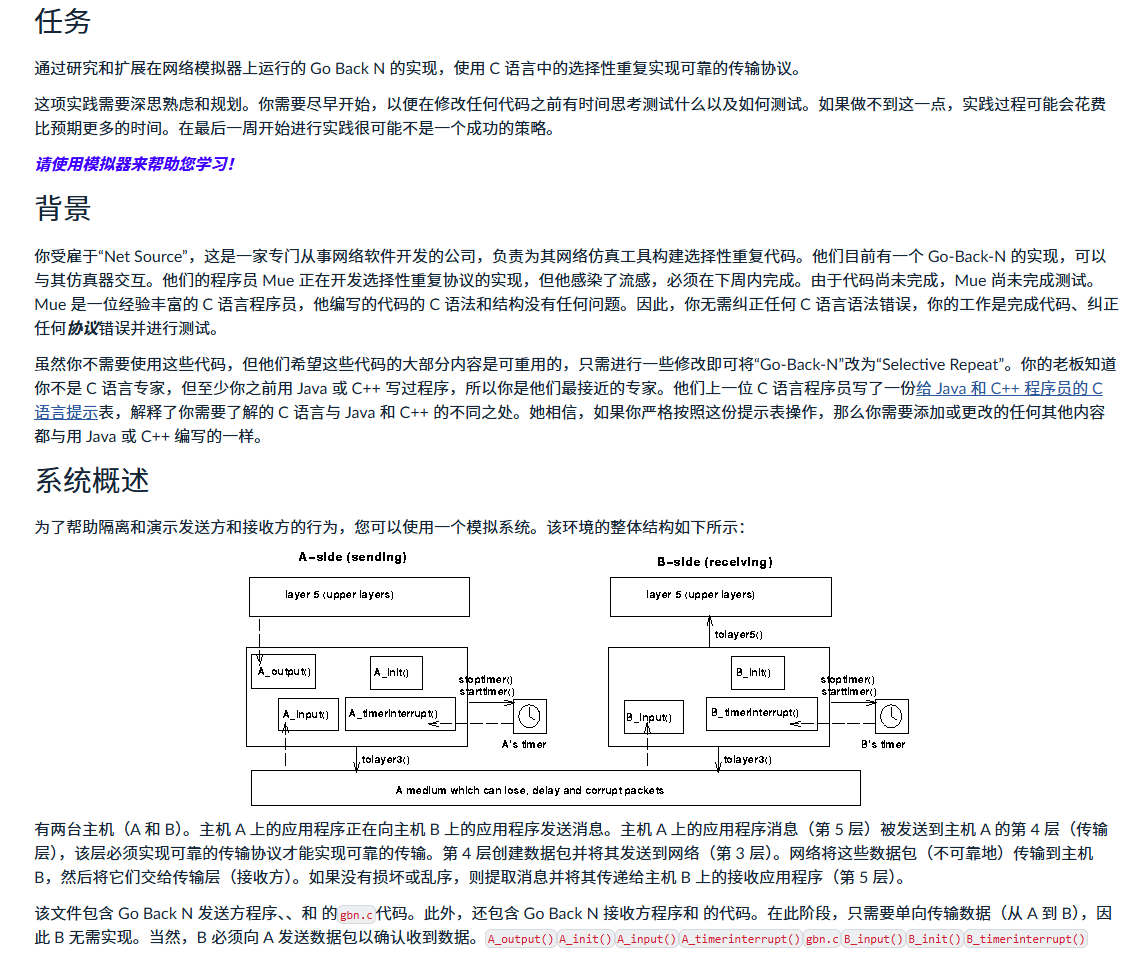 任务
通过研究和扩展在网络模拟器上运行的 Go Back N 的实现，使用 C 语言中的选择性重复实现可靠的传输协议。
这项实践需要深思熟虑和规划。你需要尽早开始，以便在修改任何代码之前有时间思考测试什么以及如何测试。如果做不到这一点，实践过程可能会花费
比预期更多的时间。在最后一周开始进行实践很可能不是一个成功的策略。
请使用模拟器来帮助您学习！
背景
你受雇于“Net Source”，这是一家专门从事网络软件开发的公司，负责为其网络仿真工具构建选择性重复代码。他们目前有一个 Go-Back-N 的实现，可以
与其仿真器交互。他们的程序员 Mue 正在开发选择性重复协议的实现，但他感染了流感，必须在下周内完成。由于代码尚未完成，Mue 尚未完成测试。
Mue 是一位经验丰富的 C 语言程序员，他编写的代码的 C 语法和结构没有任何问题。因此，你无需纠正任何 C 语言语法错误，你的工作是完成代码、纠正
任何协议错误并进行测试。
虽然你不需要使用这些代码，但他们希望这些代码的大部分内容是可重用的，只需进行一些修改即可将“Go-Back-N”改为“Selective Repeat”。你的老板知道
你不是 C 语言专家，但至少你之前用 Java 或 C++ 写过程序，所以你是他们最接近的专家。他们上一位 C 语言程序员写了一份给 Java 和 C++ 程序员的 C
语言提示表，解释了你需要了解的 C 语言与 Java 和 C++ 的不同之处。她相信，如果你严格按照这份提示表操作，那么你需要添加或更改的任何其他内容
都与用 Java 或 C++ 编写的一样。
系统概述
为了帮助隔离和演示发送方和接收方的行为，您可以使用一个模拟系统。该环境的整体结构如下所示：
A-side (sending)
B-side (receiving)
layer 5 (upper layers)
layer 5 (upper layers)
tolayer5()
A_output()
A_init()
B_init()
stoptimer()
starttimer()
stoptimer()
starttimer()
A_input()
A_timerinterrupt()
B_input()
B_timerinterrupt()
A's timer
B's timer
tolayer3()
tolayer3()
A medium which can lose, delay and corrupt packets
有两台主机（A 和 B）。主机 A 上的应用程序正在向主机 B 上的应用程序发送消息。主机 A 上的应用程序消息（第 5 层）被发送到主机 A 的第 4 层（传输
层），该层必须实现可靠的传输协议才能实现可靠的传输。第 4 层创建数据包并将其发送到网络（第 3 层）。网络将这些数据包（不可靠地）传输到主机
B，然后将它们交给传输层（接收方）。如果没有损坏或乱序，则提取消息并将其传递给主机 B 上的接收应用程序（第 5 层）。
该文件包含 Go Back N 发送方程序、、和 的gbn.c代码。此外，还包含 Go Back N 接收方程序和 的代码。在此阶段，只需要单向传输数据（从 A 到 B），因
此 B 无需实现。当然，B 必须向 A 发送数据包以确认收到数据。A_output() A_init() A_input() A_timerinterrupt() gbn.c B_input() B_init() B_timerinterrupt()